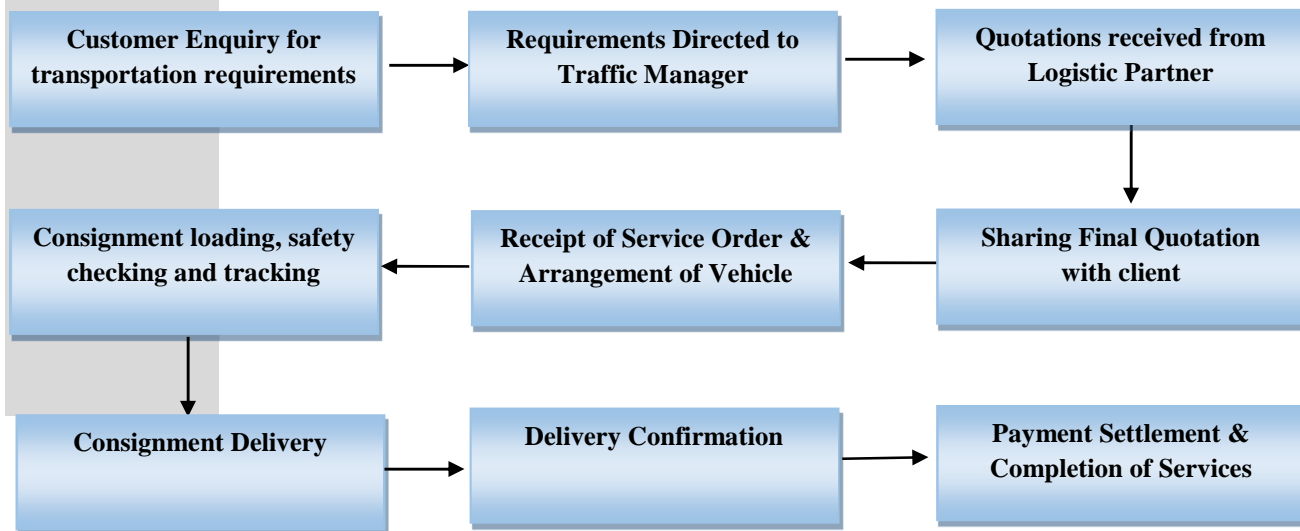 Customer Enquiry for
transportation requirements
Requirements Directed to
Traffic Manager
Quotations received from
Logistic Partner
Sharing Final Quotation
with client
Receipt of Service Order &
Arrangement of Vehicle
Consignment loading, safety
checking and tracking
Consignment Delivery
Delivery Confirmation
Payment Settlement &
Completion of Services